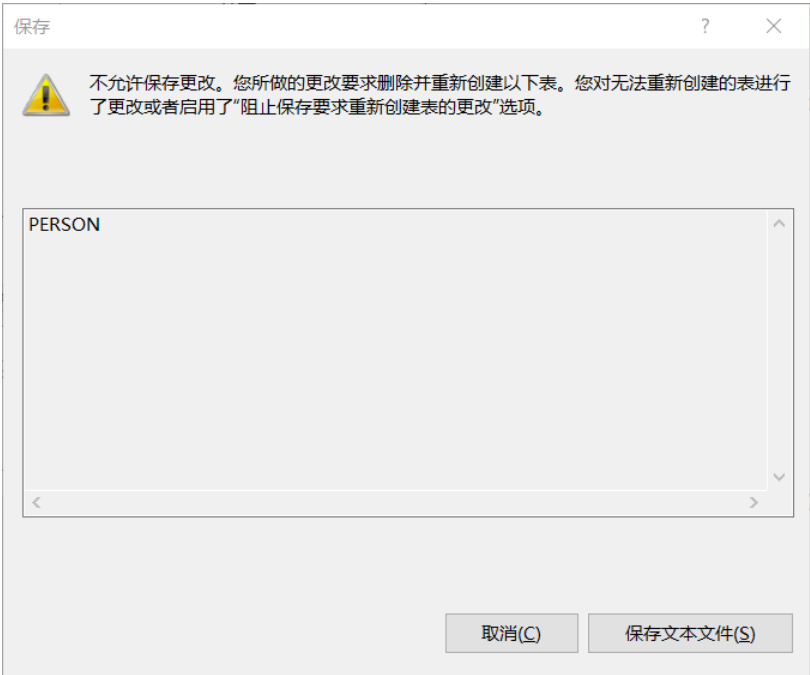 保存
?
不允许保存更改。您所做的更改要求删除并重新创建以下表。您对无法重新创建的表进行
了更改或者启用了“阻止保存要求重新创建表的更改”选项。
PERSON
取消(C)
保存文本文件(S)